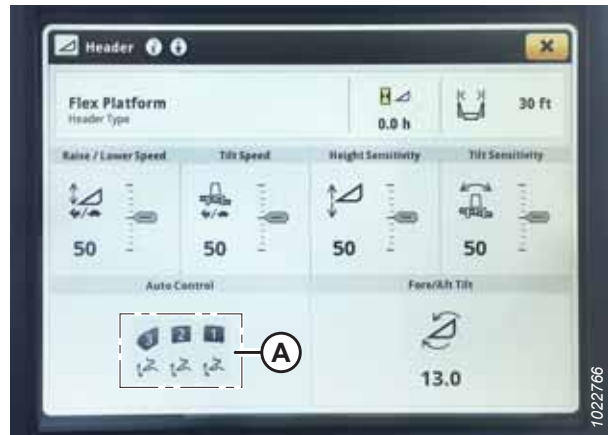 Header
Flex Platform
Header Type
0.0 h
30 ft
Raise / Lower Speed
Tilt Speed
Height Sensitivity
Tilt Sensitivity
50
50
50
50
Auto Control
Fore/Aft Tilt
3 2 1
A
13.0
1022766